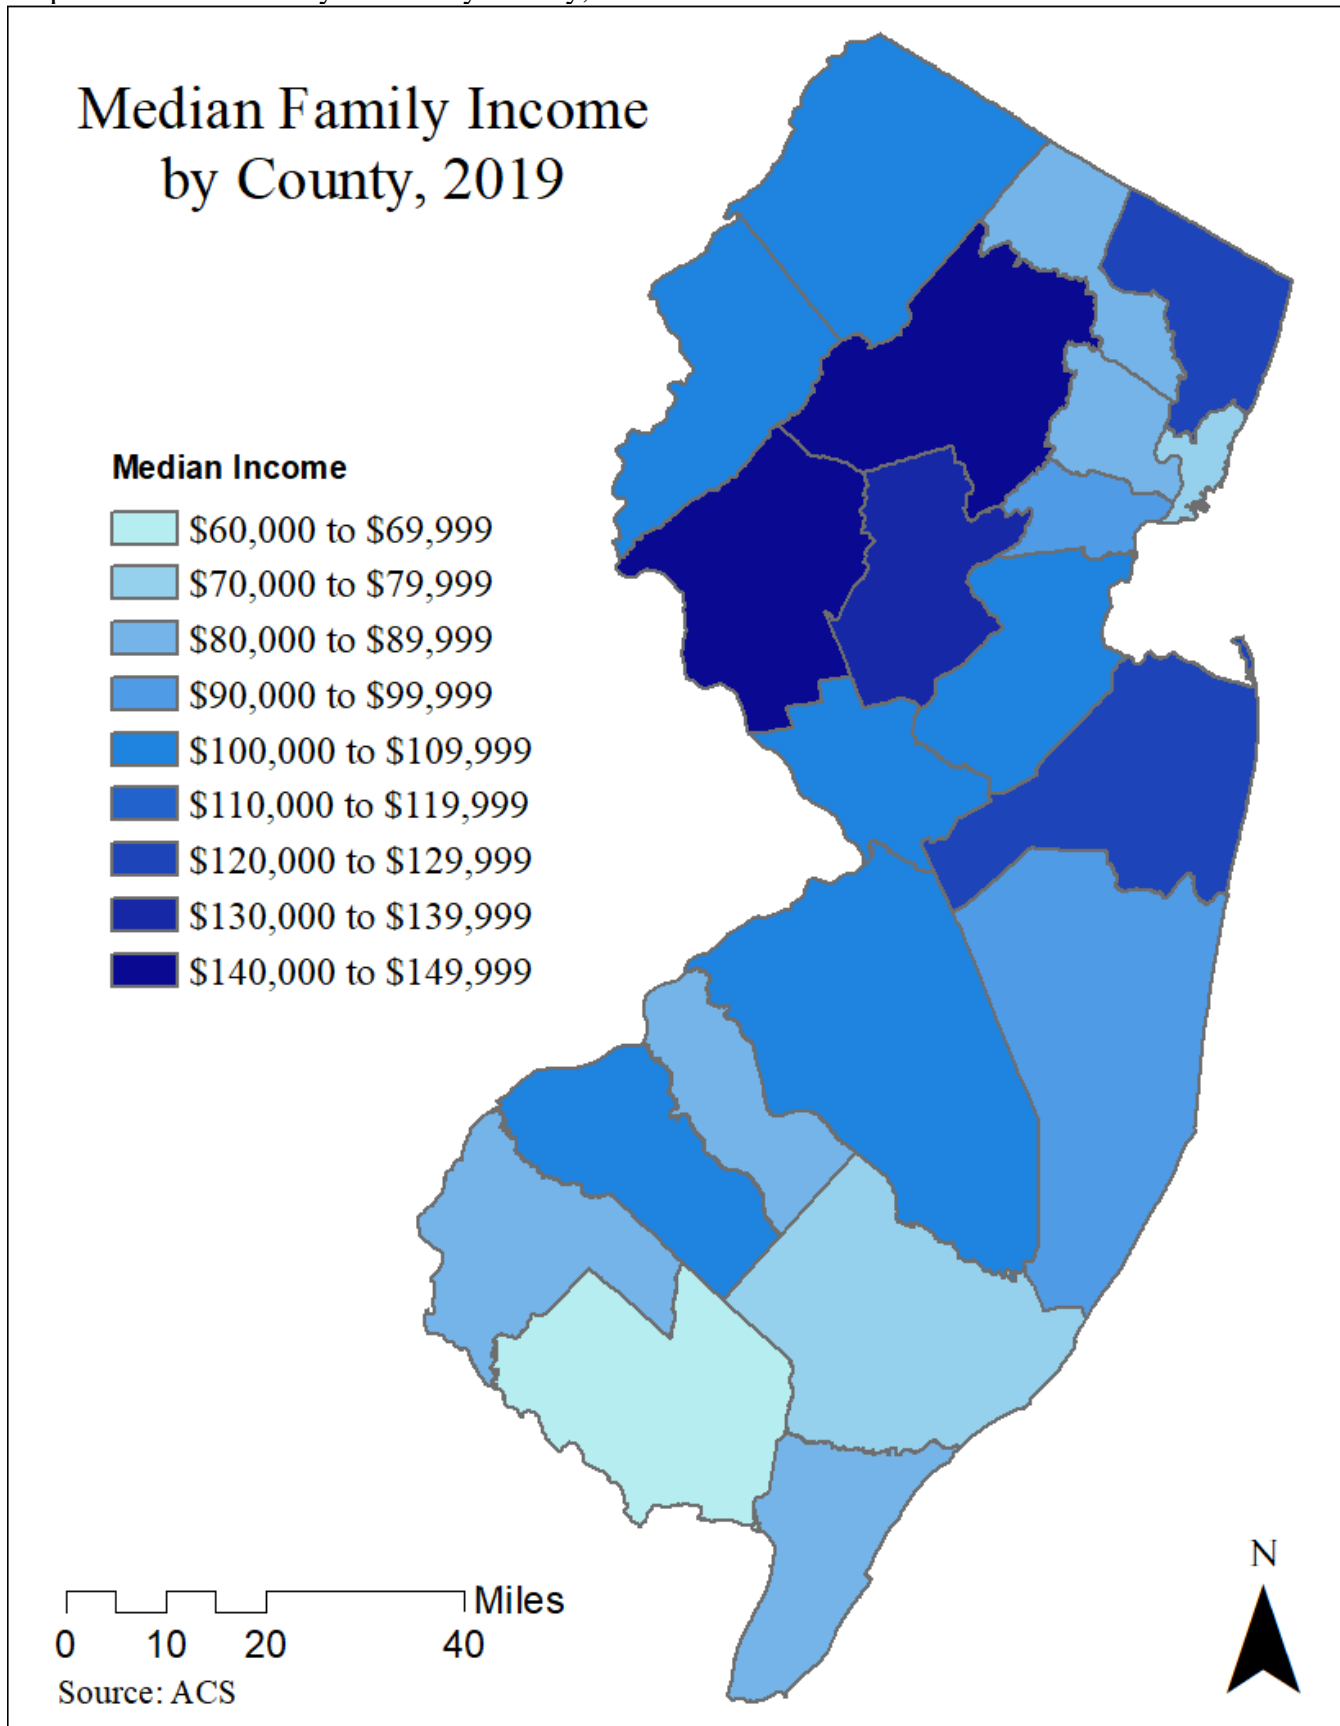 Median Family Income
by County, 2019
Median Income
$60,000 to $69,999
$70,000 to $79,999
$80,000 to $89,999
$90,000 to $99,999
$100,000 to $109,999
$110,000 to $119,999
$120,000 to $129,999
$130,000 to $139,999
$140,000 to $149,999
Miles
0 10 20 40
Source: ACS
N